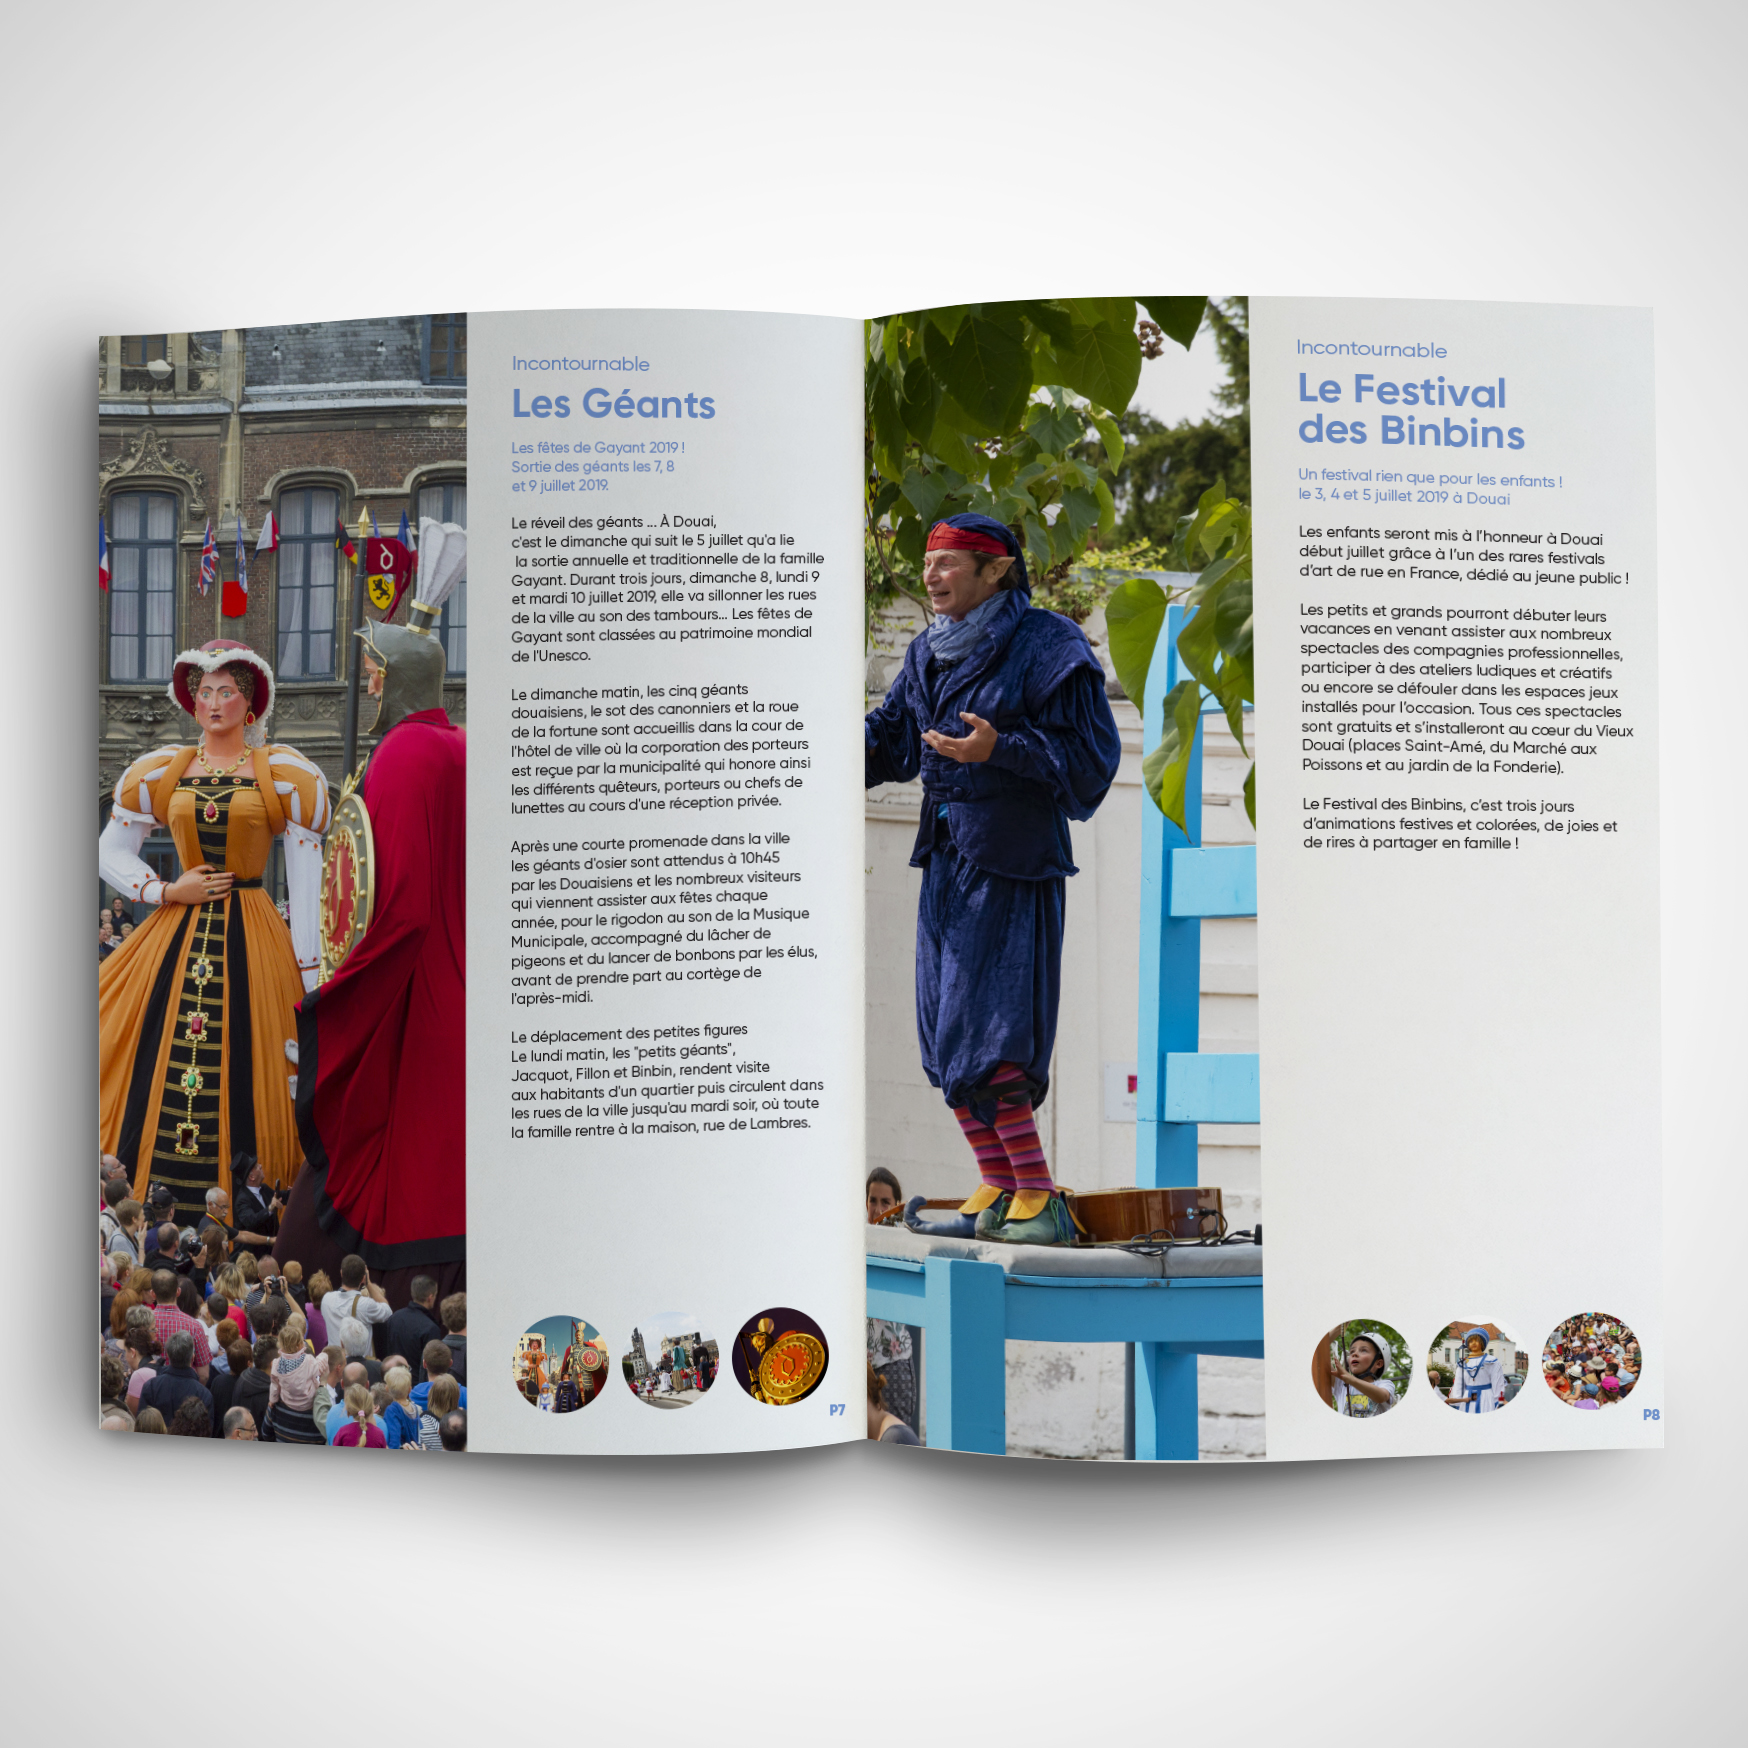 Incontournable
Les Géants
Les fêtes de Gayant 2019 !
Sortie des géants les 7, 8
et 9 juillet 2019.
Le réveil des géants ... À Douai,
c'est le dimanche qui suit le 5 juillet qu'a lie
la sortie annuelle et traditionnelle de la famille
Gayant. Durant trois jours, dimanche 8, lundi 9
et mardi 10 juillet 2019, elle va sillonner les rues
de la ville au son des tambours... Les fêtes de
Gayant sont classées au patrimoine mondial
de l'Unesco.
Le dimanche matin, les cinq géants
douaisiens, le sot des canonniers et la roue
de la fortune sont accueillis dans la cour de
l'hôtel de ville où la corporation des porteurs
est reçue par la municipalité qui honore ainsi
les différents quêteurs, porteurs ou chefs de
lunettes au cours d'une réception privée.
Après une courte promenade dans la ville
les géants d'osier sont attendus à 10h45
par les Douaisiens et les nombreux visiteurs
qui viennent assister aux fêtes chaque
année, pour le rigodon au son de la Musique
Municipale, accompagné du lâcher de
pigeons et du lancer de bonbons par les élus,
avant de prendre part au cortège de
l'après-midi.
Le déplacement des petites figures
Le lundi matin, les "petits géants",
Jacquot, Fillon et Binbin, rendent visite
aux habitants d'un quartier puis circulent dans
les rues de la ville jusqu'au mardi soir, où toute
la famille rentre à la maison, rue de Lambres.
P7
Incontournable
Le Festival
des Binbins
Un festival rien que pour les enfants !
le 3, 4 et 5 juillet 2019 à Douai
Les enfants seront mis à l'honneur à Douai
début juillet grâce à l'un des rares festivals
d'art de rue en France, dédié au jeune public !
Les petits et grands pourront débuter leurs
vacances en venant assister aux nombreux
spectacles des compagnies professionnelles,
participer à des ateliers ludiques et créatifs
ou encore se défouler dans les espaces jeux
installés pour l'occasion. Tous ces spectacles
sont gratuits et s'installeront au cœur du Vieux
Douai (places Saint-Amé, du Marché aux
Poissons et au jardin de la Fonderie).
Le Festival des Binbins, c'est trois jours
d'animations festives et colorées, de joies et
de rires à partager en famille !
P8